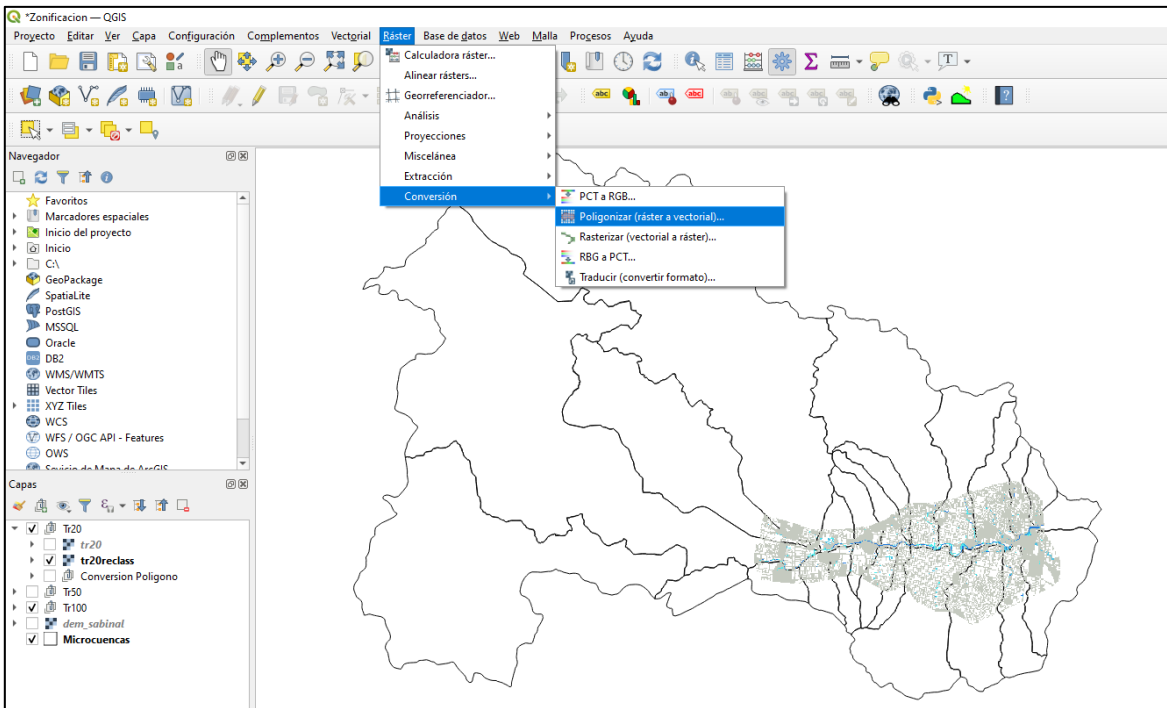 *Zonificacion — QGIS
Proyecto Editar Ver Capa Configuración Complementos Vectorial Ráster Base de datos Web Malla Procesos Ayuda
Calculadora ráster...
Alinear rásters...
Georreferenciador...
Análisis
Proyecciones
Miscelánea
Extracción
Conversión
PCT a RGB...
Poligonizar (ráster a vectorial)...
Rasterizar (vectorial a ráster)...
RBG a PCT...
Traducir (convertir formato)...
Navegador
Favoritos
Marcadores espaciales
Inicio del proyecto
Inicio
C:\
GeoPackage
SpatiaLite
PostGIS
MSSQL
Oracle
DB2
WMS/WMTS
Vector Tiles
XYZ Tiles
WCS
WFS / OGC API - Features
OWS
Capas
Tr20
tr20
tr20reclass
Conversion Poligono
Tr50
Tr100
dem_sabinal
Microcuencas